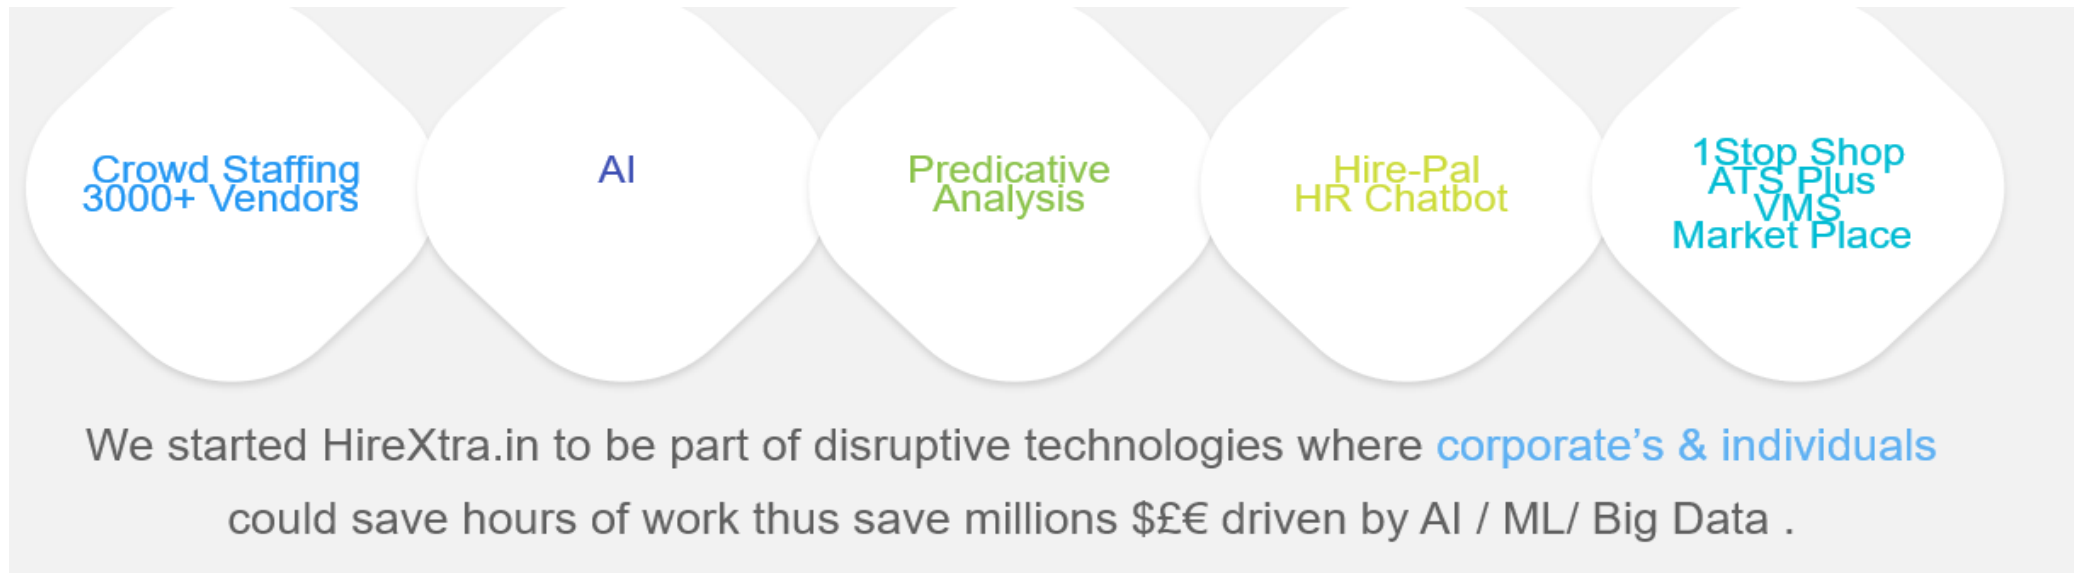 Crowd Staffing
3000+ Vendors
AI
Predicative
Analysis
Hire-Pal
HR Chatbot
1Stop Shop
ATS Plus
VMS
Market Place
We started HireXtra.in to be part of disruptive technologies where corporate’s & individuals
could save hours of work thus save millions $£€ driven by AI / ML/ Big Data .